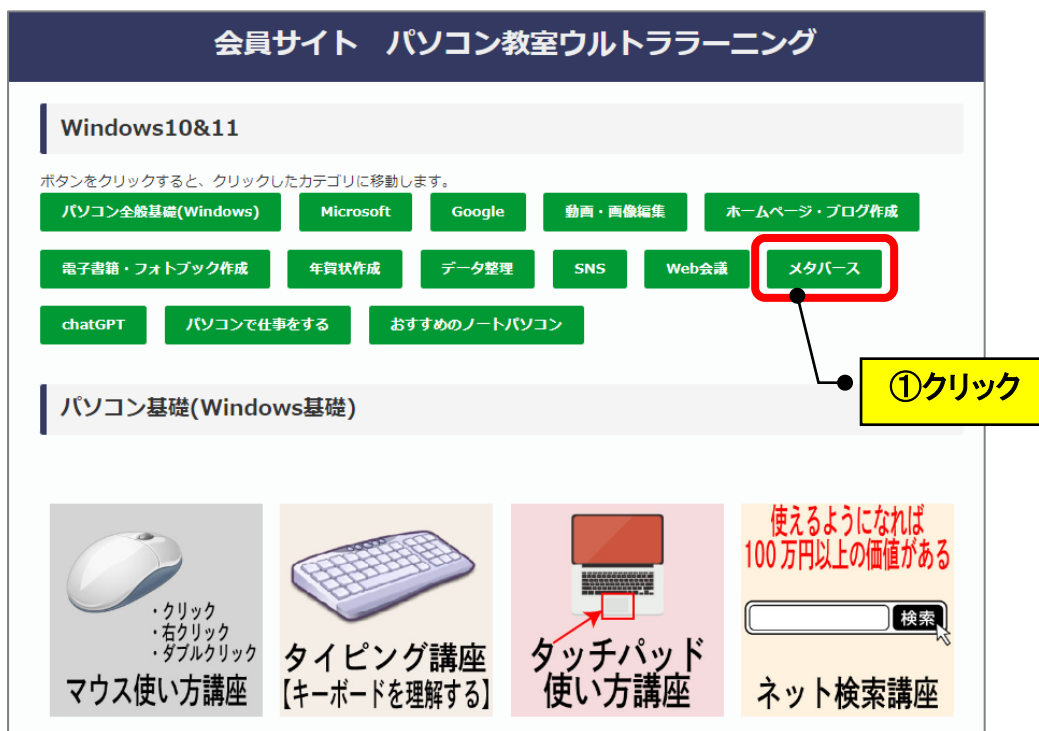 会員サイト パソコン教室ウルトララーニング
Windows10&11
ボタンをクリックすると、クリックしたカテゴリに移動します。
パソコン全般基礎(Windows) Microsoft Google 動画・画像編集 ホームページ・ブログ作成
電子書籍・フォトブック作成 年賀状作成 データ整理 SNS Web会議 メタバース
chatGPT パソコンで仕事をする おすすめのノートパソコン
①クリック
パソコン基礎(Windows基礎)
・クリック
・右クリック
・ダブルクリック
マウス使い方講座
タイピング講座
【キーボードを理解する】
タッチパッド
使い方講座
使えるようになれば
100万円以上の価値がある
検索
ネット検索講座